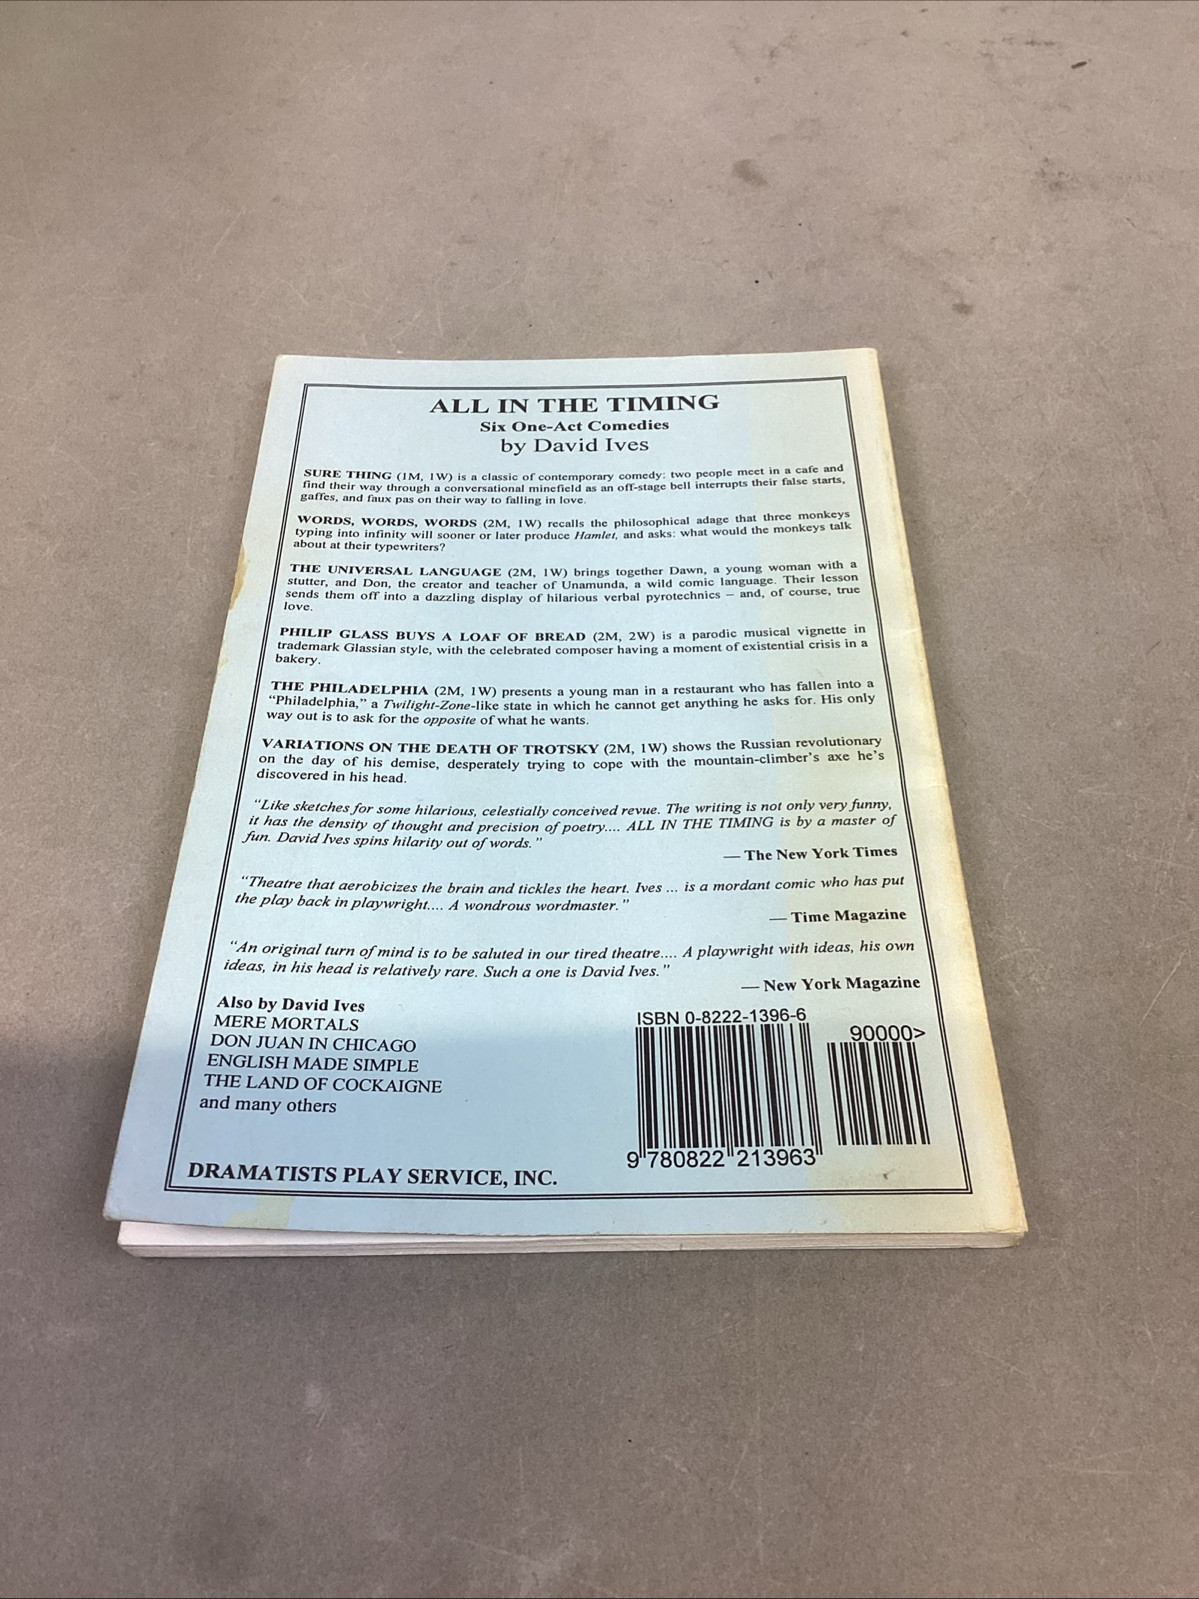 ALL IN THE TIMING
Six One-Act Comedies
by David Ives
SURE THING (1M, 1W) is a classic of contemporary comedy: two people meet in a cafe and
find their way through a conversational minefield as an off-stage bell interrupts their false starts,
gaffes, and faux pas on their way to falling in love.
WORDS, WORDS, WORDS (2M, 1W) recalls the philosophical adage that three monkeys
typing into infinity will sooner or later produce Hamlet, and asks: what would the monkeys talk
about at their typewriters?
THE UNIVERSAL LANGUAGE (2M, 1W) brings together Dawn, a young woman with a
stutter, and Don, the creator and teacher of Unamunda, a wild comic language. Their lesson
sends them off into a dazzling display of hilarious verbal pyrotechnics – and, of course, true
love.
PHILIP GLASS BUYS A LOAF OF BREAD (2M, 2W) is a parodic musical vignette in
trademark Glassian style, with the celebrated composer having a moment of existential crisis in a
bakery.
THE PHILADELPHIA (2M, 1W) presents a young man in a restaurant who has fallen into a
"Philadelphia," a Twilight-Zone-like state in which he cannot get anything he asks for. His only
way out is to ask for the opposite of what he wants.
VARIATIONS ON THE DEATH OF TROTSKY (2M, 1W) shows the Russian revolutionary
on the day of his demise, desperately trying to cope with the mountain-climber's axe he's
discovered in his head.
"Like sketches for some hilarious, celestially conceived revue. The writing is not only very funny,
it has the density of thought and precision of poetry.... ALL IN THE TIMING is by a master of
fun. David Ives spins hilarity out of words."
— The New York Times
"Theatre that aerobicizes the brain and tickles the heart. Ives ... is a mordant comic who has put
the play back in playwright.... A wondrous wordmaster."
— Time Magazine
"An original turn of mind is to be saluted in our tired theatre.... A playwright with ideas, his own
ideas, in his head is relatively rare. Such a one is David Ives."
— New York Magazine
Also by David Ives
MERE MORTALS
DON JUAN IN CHICAGO
ENGLISH MADE SIMPLE
THE LAND OF COCKAIGNE
and many others
DRAMATISTS PLAY SERVICE, INC.
ISBN 0-8222-1396-6
90000>
9 780822 213963